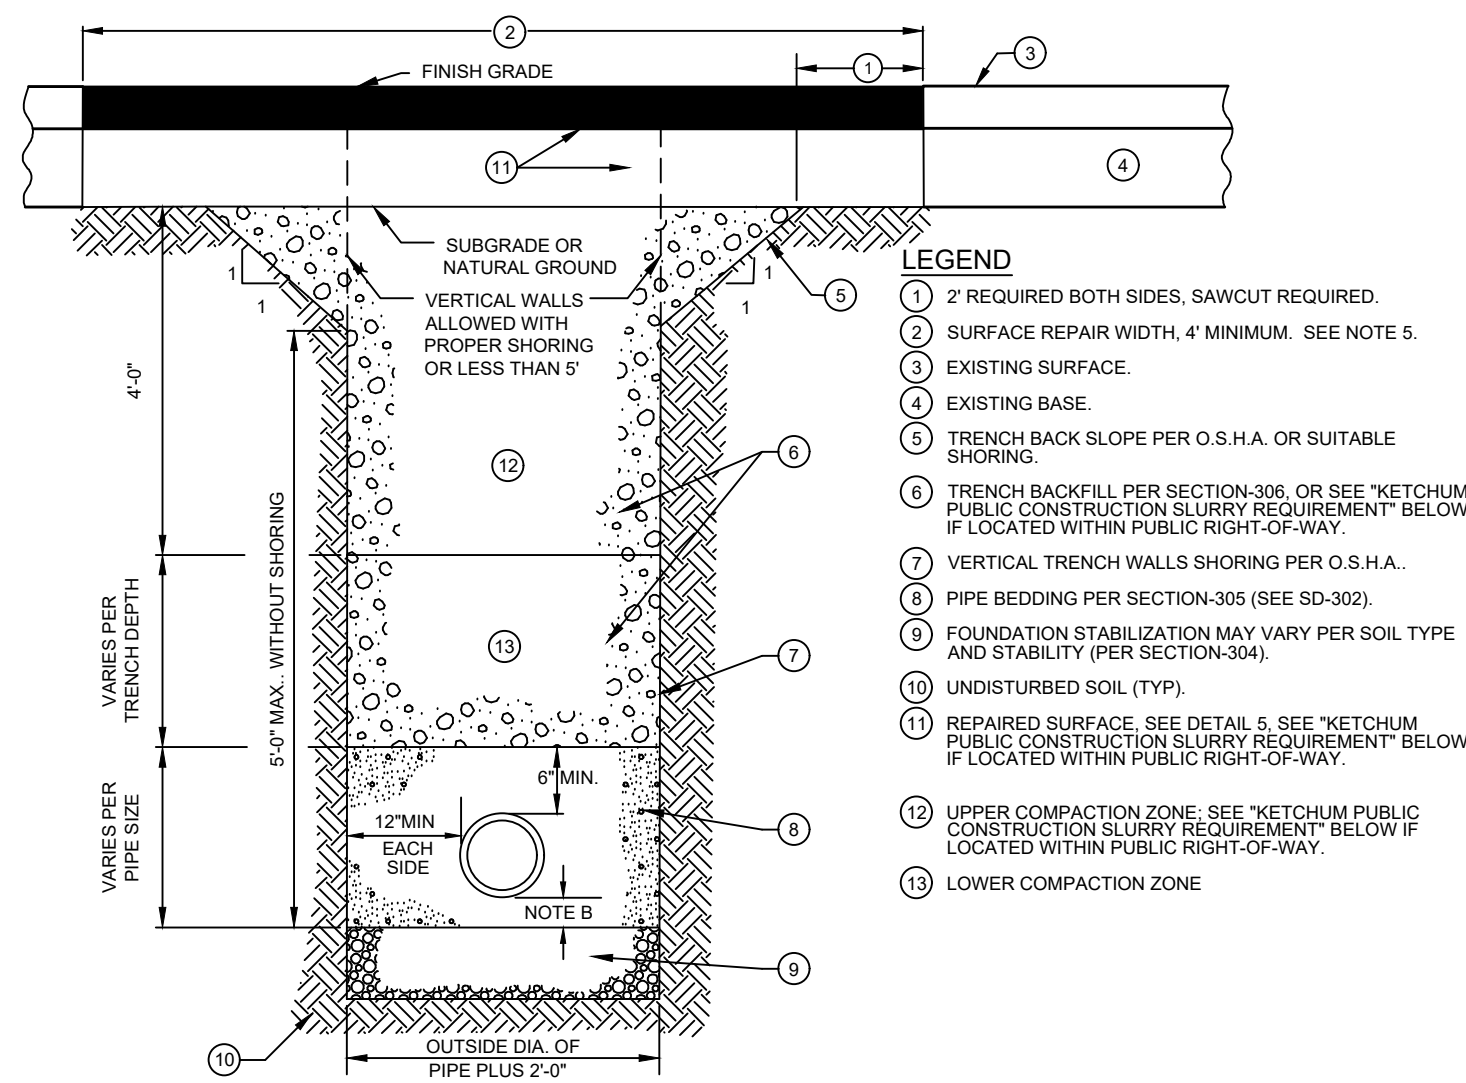 2
FINISH GRADE
1
3
11
4
SUBGRADE OR
NATURAL GROUND
1
1
1
1
5
VERTICAL WALLS
ALLOWED WITH
PROPER SHORING
OR LESS THAN 5'
4'-0"
12
6
5'-0" MAX.. WITHOUT SHORING
VARIES PER
TRENCH DEPTH
13
7
6" MIN.
12"MIN
EACH
SIDE
8
VARIES PER
PIPE SIZE
NOTE B
9
10
OUTSIDE DIA. OF
PIPE PLUS 2'-0"
LEGEND
1 2' REQUIRED BOTH SIDES, SAWCUT REQUIRED.
2 SURFACE REPAIR WIDTH, 4' MINIMUM. SEE NOTE 5.
3 EXISTING SURFACE.
4 EXISTING BASE.
5 TRENCH BACK SLOPE PER O.S.H.A. OR SUITABLE
SHORING.
6 TRENCH BACKFILL PER SECTION-306, OR SEE "KETCHUM
PUBLIC CONSTRUCTION SLURRY REQUIREMENT" BELOW
IF LOCATED WITHIN PUBLIC RIGHT-OF-WAY.
7 VERTICAL TRENCH WALLS SHORING PER O.S.H.A..
8 PIPE BEDDING PER SECTION-305 (SEE SD-302).
9 FOUNDATION STABILIZATION MAY VARY PER SOIL TYPE
AND STABILITY (PER SECTION-304).
10 UNDISTURBED SOIL (TYP).
11 REPAIRED SURFACE, SEE DETAIL 5, SEE "KETCHUM
PUBLIC CONSTRUCTION SLURRY REQUIREMENT" BELOW
IF LOCATED WITHIN PUBLIC RIGHT-OF-WAY.
12 UPPER COMPACTION ZONE; SEE "KETCHUM PUBLIC
CONSTRUCTION SLURRY REQUIREMENT" BELOW IF
LOCATED WITHIN PUBLIC RIGHT-OF-WAY.
13 LOWER COMPACTION ZONE